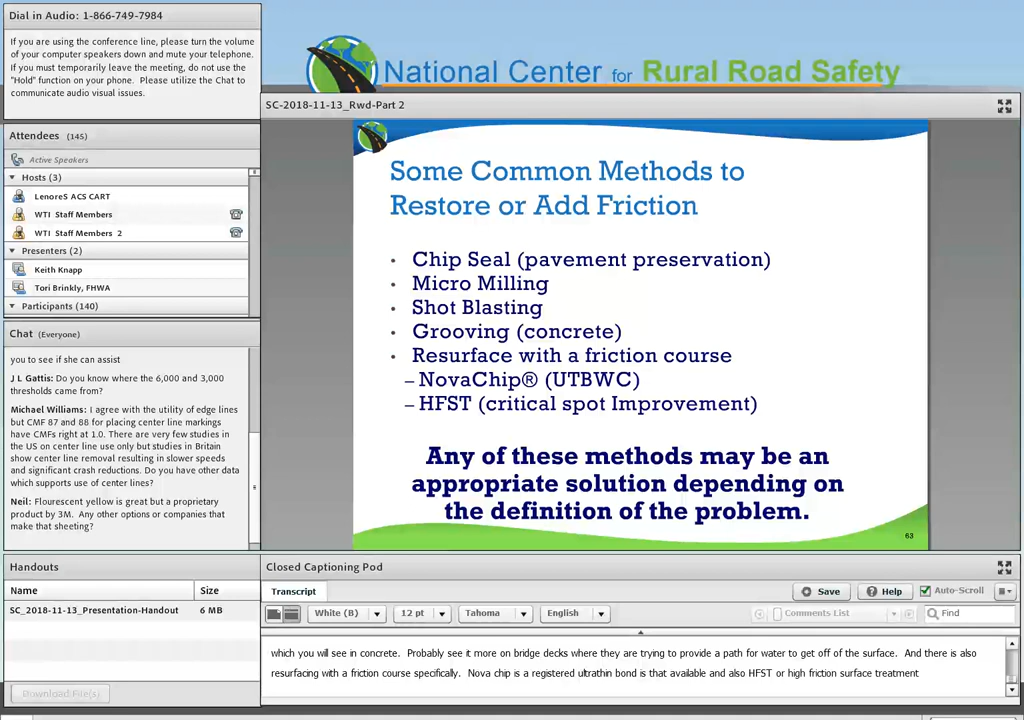 Dial in Audio: 1-866-749-7984
If you are using the conference line, please turn the volume
of your computer speakers down and mute your telephone.
If you must temporarily leave the meeting, do not use the
"Hold" function on your phone. Please utilize the Chat to
communicate audio visual issues.
National Center for Rural Road Safety
Attendees (145)
Active Speakers
Hosts (3)
LenoreS ACS CART
WTI Staff Members
WTI Staff Members 2
Presenters (2)
Keith Knapp
Tori Brinkly, FHWA
Participants (140)
Chat (Everyone)
you to see if she can assist
J L Gattis: Do you know where the 6,000 and 3,000
thresholds came from?
Michael Williams: I agree with the utility of edge lines
but CMF 87 and 88 for placing center line markings
have CMFs right at 1.0. There are very few studies in
the US on center line use only but studies in Britain
show center line removal resulting in slower speeds
and significant crash reductions. Do you have other data
which supports use of center lines?
Neil: Flourescent yellow is great but a proprietary
product by 3M. Any other options or companies that
make that sheeting?
SC-2018-11-13_Rwd-Part 2
Some Common Methods to
Restore or Add Friction
• Chip Seal (pavement preservation)
• Micro Milling
• Shot Blasting
• Grooving (concrete)
• Resurface with a friction course
– NovaChip® (UTBWC)
– HFST (critical spot Improvement)
Any of these methods may be an
appropriate solution depending on
the definition of the problem.
63
Handouts
Name Size
SC_2018-11-13_Presentation-Handout 6 MB
Download File(s)
Closed Captioning Pod
Transcript
Save Help Auto-Scroll
White (B) 12 pt Tahoma English Comments List Find
which you will see in concrete. Probably see it more on bridge decks where they are trying to provide a path for water to get off of the surface. And there is also
resurfacing with a friction course specifically. Nova chip is a registered ultrathin bond is that available and also HFST or high friction surface treatment